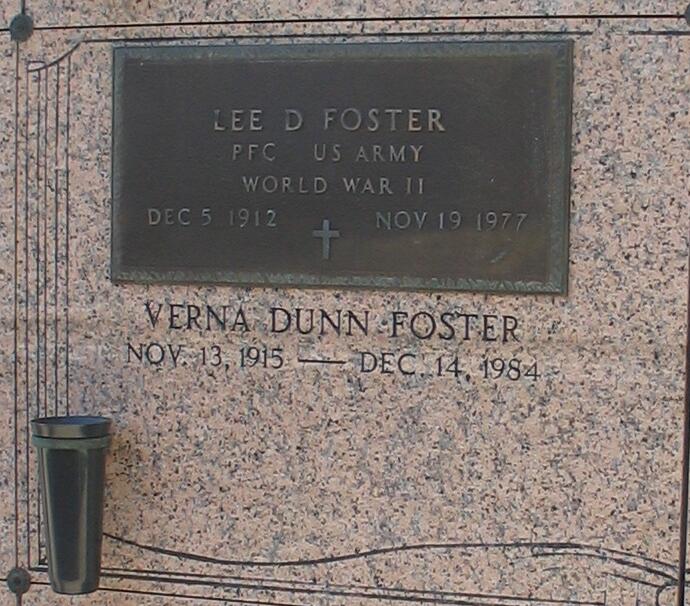 LEE D FOSTER
PFC US ARMY
WORLD WAR II
DEC 5 1912 NOV 19 1977
VERNA DUNN FOSTER
NOV. 13, 1915 — DEC. 14, 1984